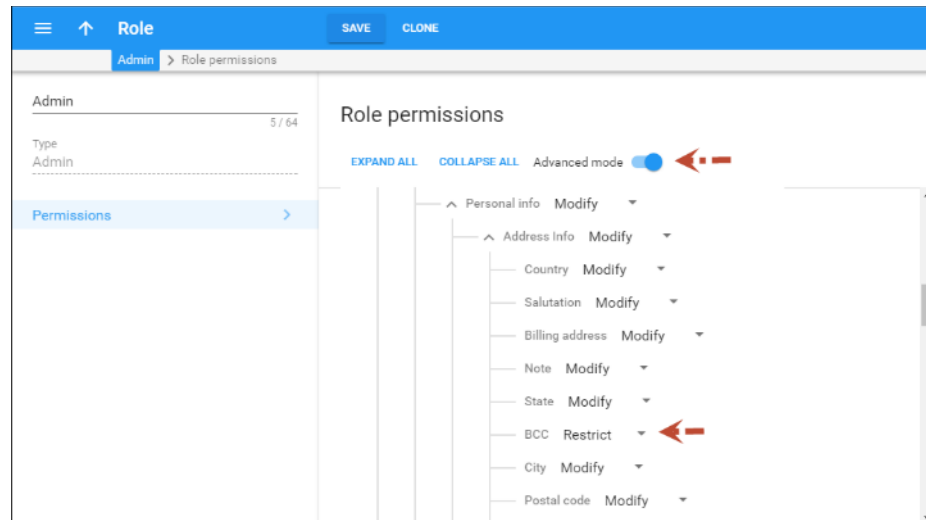 Role SAVE CLONE
Admin Role permissions
Admin
5 / 64
Type
Admin
Permissions
Role permissions
EXPAND ALL COLLAPSE ALL Advanced mode
Personal info Modify
Address Info Modify
Country Modify
Salutation Modify
Billing address Modify
Note Modify
State Modify
BCC Restrict
City Modify
Postal code Modify